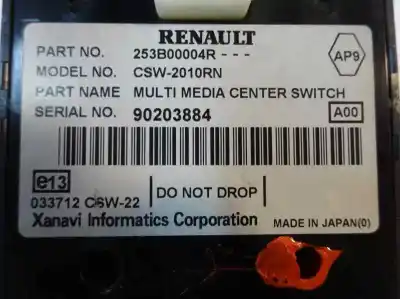 RENAULT
PART NO. 253B00004R - - -
AP9
MODEL NO. CSW-2010RN
PART NAME MULTI MEDIA CENTER SWITCH
SERIAL NO. 90203884
A00
e13
033712 CSW-22
DO NOT DROP
Xanavi Informatics Corporation
MADE IN JAPAN(0)